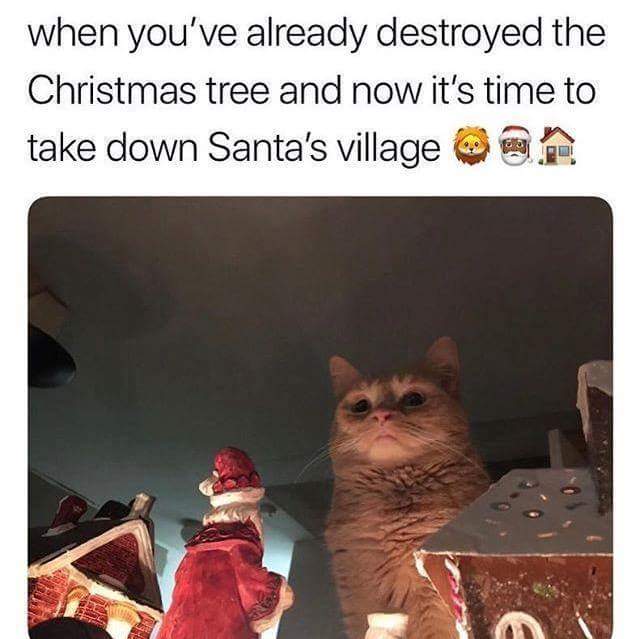 when you've already destroyed the
Christmas tree and now it's time to
take down Santa's village 🦁🎅🏾🏠